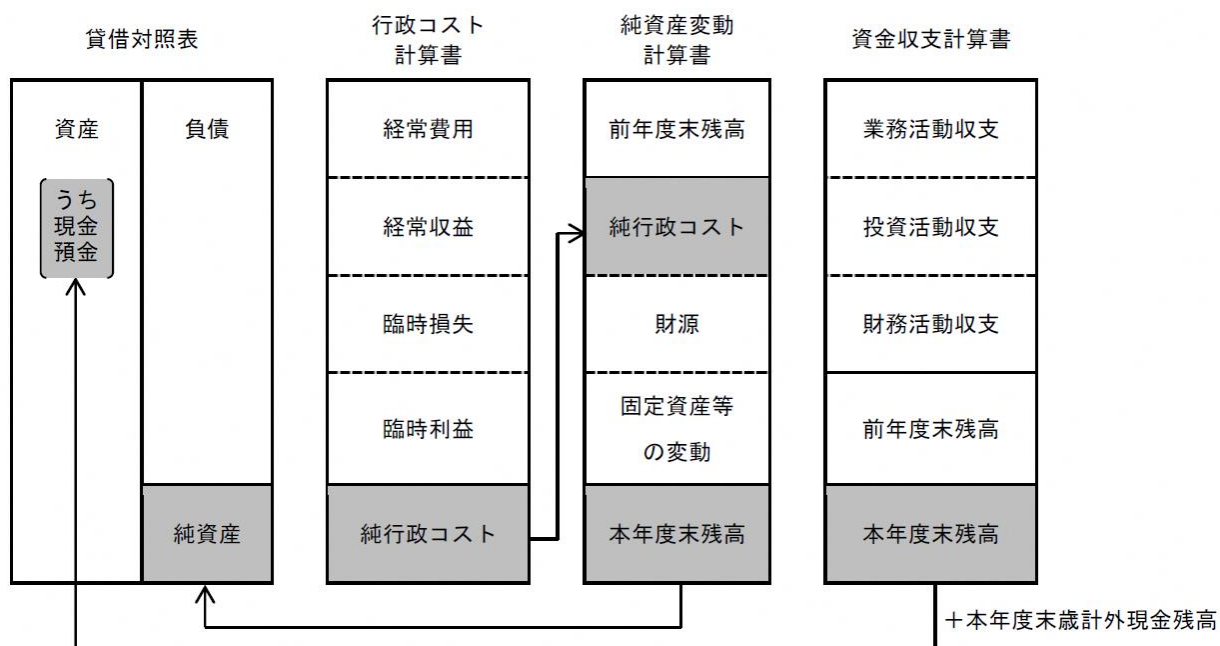 貸借対照表
資産
うち
現金
預金
負債
純資産
行政コスト
計算書
経常費用
経常収益
臨時損失
臨時利益
純行政コスト
純資産変動
計算書
前年度末残高
純行政コスト
財源
固定資産等
の変動
本年度末残高
資金収支計算書
業務活動収支
投資活動収支
財務活動収支
前年度末残高
本年度末残高
＋本年度末歳計外現金残高